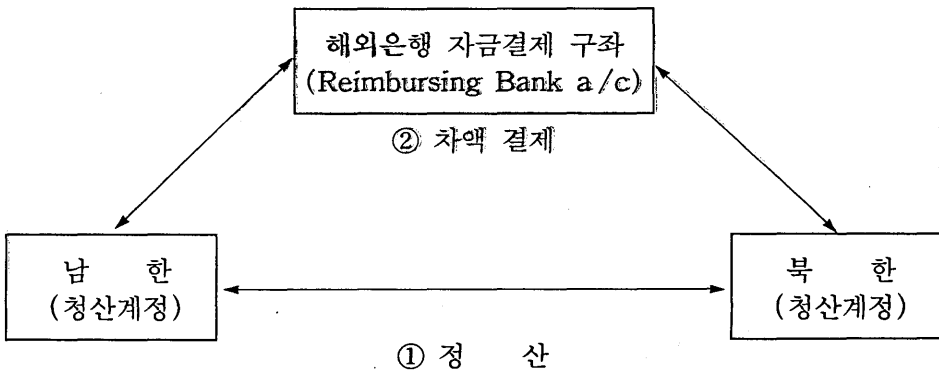 해외은행 자금결제 구좌
(Reimbursing Bank a/c)
② 차액 결제
남 한
(청산계정)
북 한
(청산계정)
① 정 산